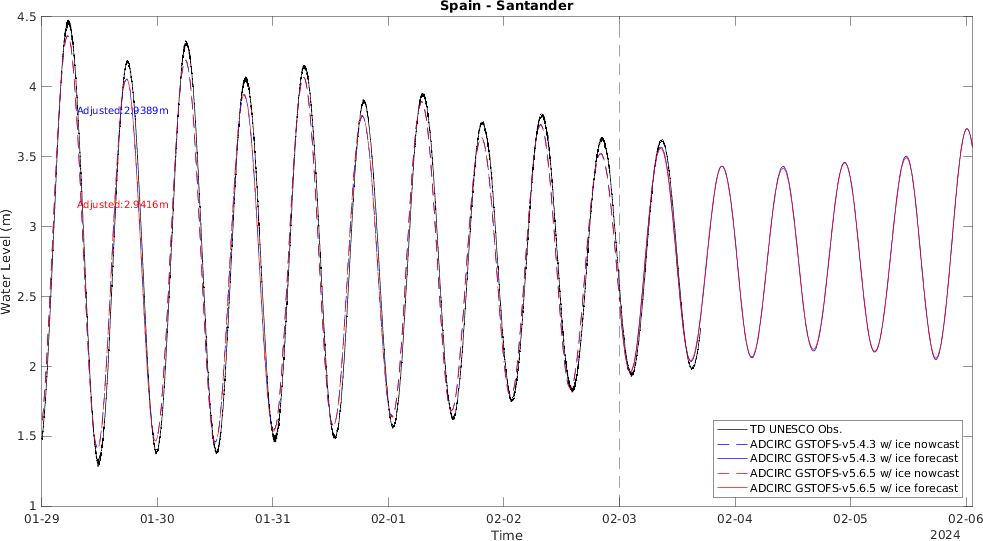 Spain - Santander
4.5
4
3.5
3
2.5
2
1.5
1
Water Level (m)
Adjusted:2.9389m
Adjusted:2.9416m
TD UNESCO Obs.
ADCIRC GSTOFS-v5.4.3 w/ ice nowcast
ADCIRC GSTOFS-v5.4.3 w/ ice forecast
ADCIRC GSTOFS-v5.6.5 w/ ice nowcast
ADCIRC GSTOFS-v5.6.5 w/ ice forecast
01-29 01-30 01-31 02-01 02-02 02-03 02-04 02-05 02-06
Time
2024